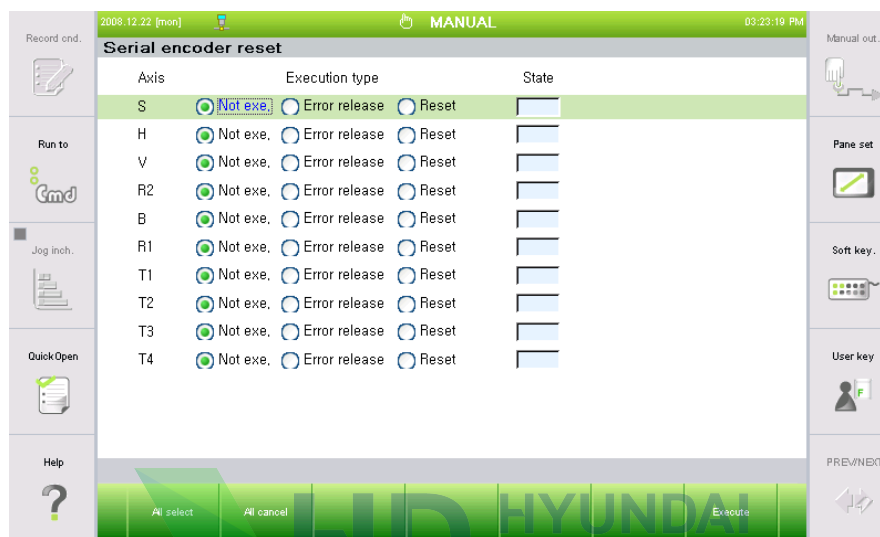 2008.12.22 [mon] MANUAL 03:23:19 PM
Record cnd.
Manual out.
Serial encoder reset
Axis Execution type State
S Not exe, Error release Reset
H Not exe, Error release Reset
Run to
Pane set
V Not exe, Error release Reset
R2 Not exe, Error release Reset
Cmd
B Not exe, Error release Reset
R1 Not exe, Error release Reset
Jog inch.
Soft key.
T1 Not exe, Error release Reset
T2 Not exe, Error release Reset
T3 Not exe, Error release Reset
T4 Not exe, Error release Reset
QuickOpen
User key
F
Help
PREV/NEXT
?
All select All cancel Execute
HYUNDAI